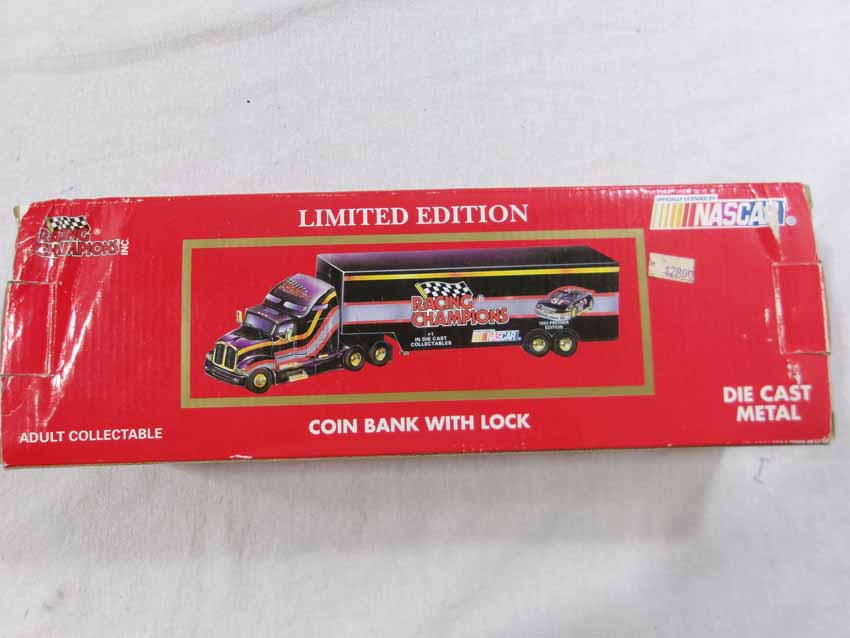 LIMITED EDITION
OFFICIALLY LICENSED BY
NASCAR®
RACING ®
CHAMPIONS INC
$2800
RACING ®
CHAMPIONS
#1
IN DIE CAST
COLLECTABLES
NASCAR
1993 PREMIER
EDITION
ADULT COLLECTABLE
COIN BANK WITH LOCK
DIE CAST
METAL